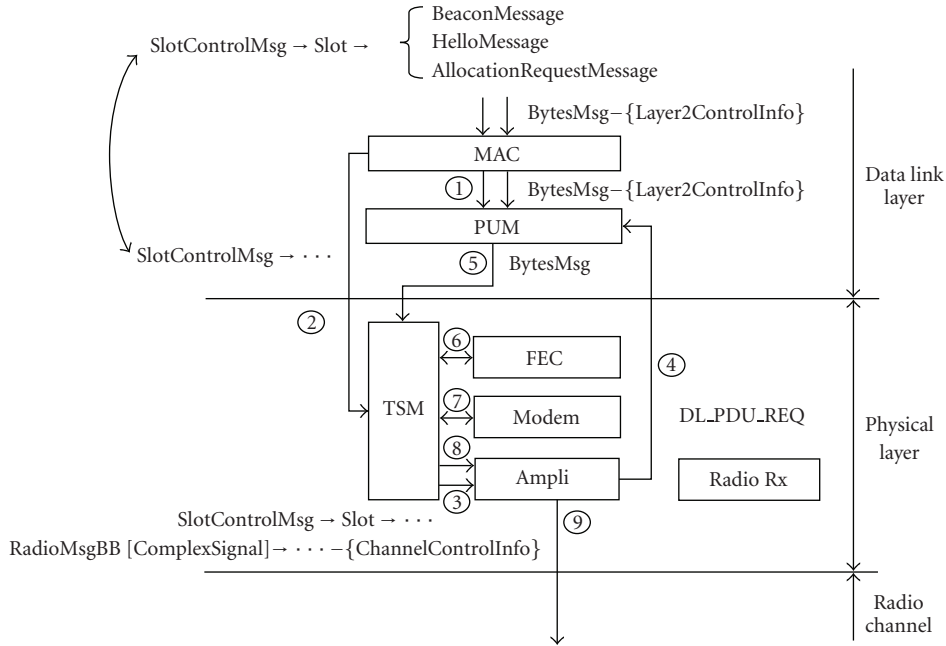 BeaconMessage
SlotControlMsg → Slot → { HelloMessage
AllocationRequestMessage
BytesMsg–{Layer2ControlInfo}
MAC
1
BytesMsg–{Layer2ControlInfo}
Data link
layer
PUM
SlotControlMsg → · · ·
5
BytesMsg
2
6
FEC
4
TSM
7
Modem
DL_PDU_REQ
Physical
layer
8
Ampli
Radio Rx
3
SlotControlMsg → Slot → · · ·
9
RadioMsgBB [ComplexSignal] → · · · –{ChannelControlInfo}
Radio
channel